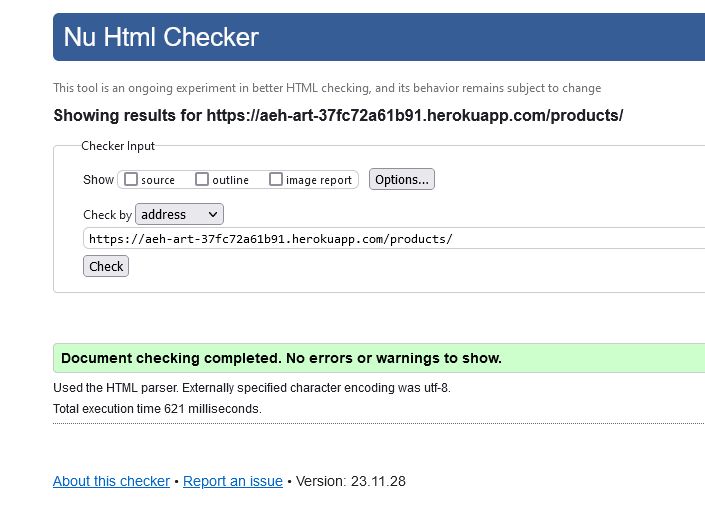 Nu Html Checker
This tool is an ongoing experiment in better HTML checking, and its behavior remains subject to change
Showing results for https://aeh-art-37fc72a61b91.herokuapp.com/products/
Checker Input
Show source outline image report Options...
Check by address
https://aeh-art-37fc72a61b91.herokuapp.com/products/
Check
Document checking completed. No errors or warnings to show.
Used the HTML parser. Externally specified character encoding was utf-8.
Total execution time 621 milliseconds.
About this checker • Report an issue • Version: 23.11.28